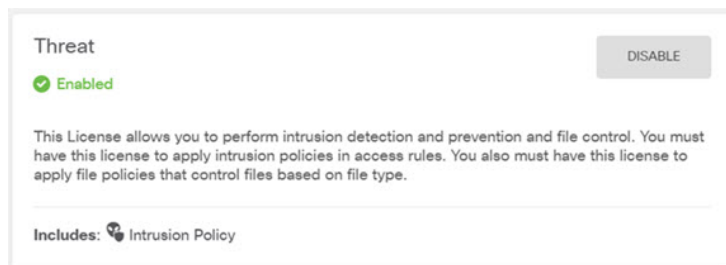 Threat
DISABLE
Enabled
This License allows you to perform intrusion detection and prevention and file control. You must
have this license to apply intrusion policies in access rules. You also must have this license to
apply file policies that control files based on file type.
Includes: Intrusion Policy